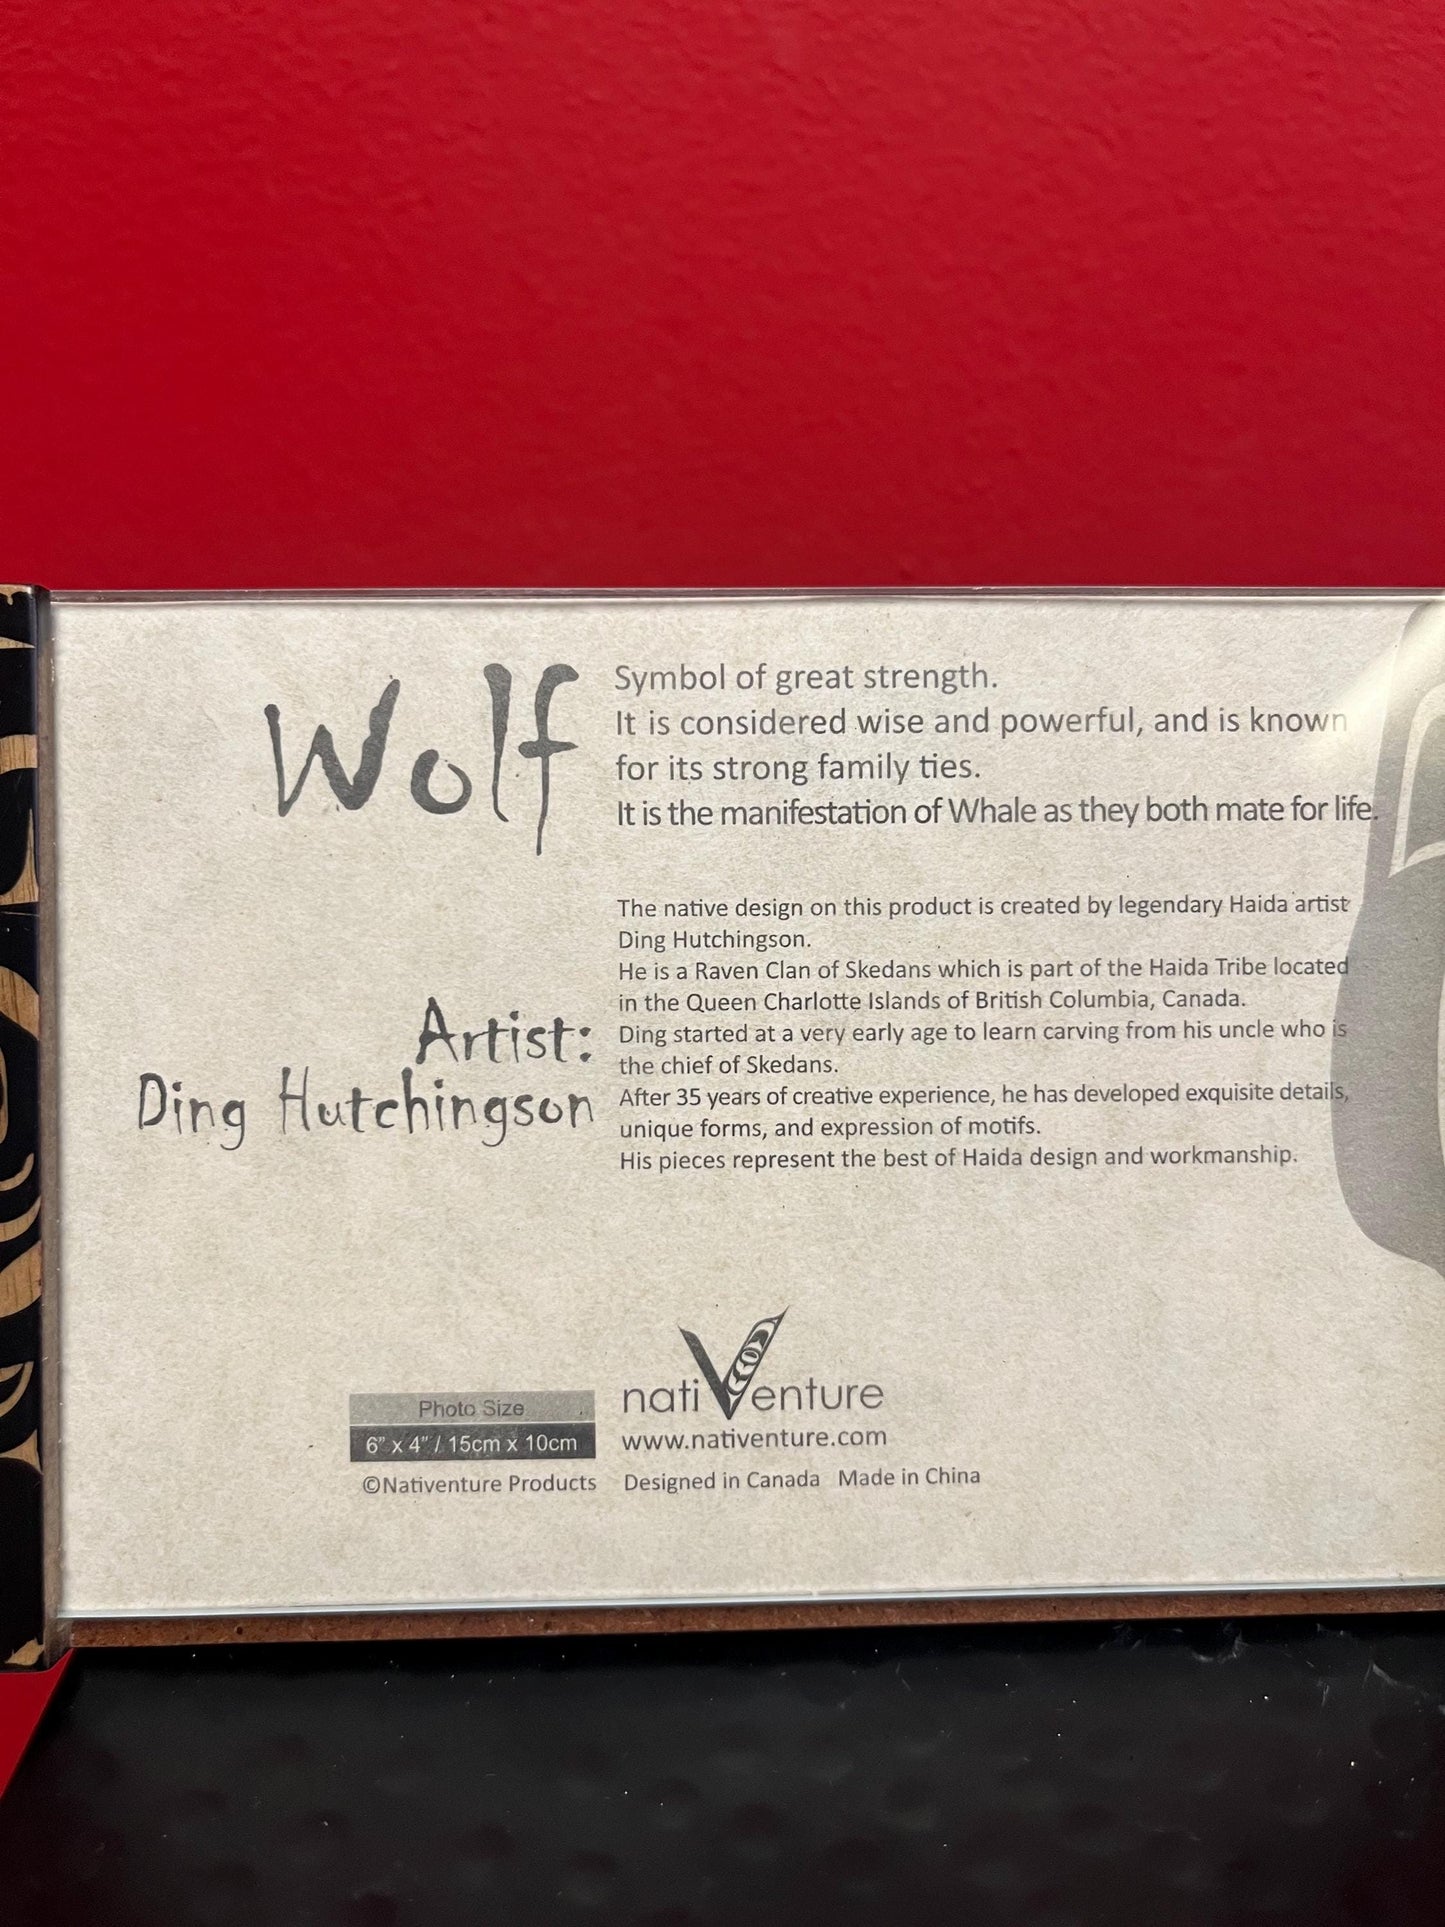 Wolf
Symbol of great strength.
It is considered wise and powerful, and is known
for its strong family ties.
It is the manifestation of Whale as they both mate for life.
Artist:
Ding Hutchingson
The native design on this product is created by legendary Haida artist
Ding Hutchingson.
He is a Raven Clan of Skedans which is part of the Haida Tribe located
in the Queen Charlotte Islands of British Columbia, Canada.
Ding started at a very early age to learn carving from his uncle who is
the chief of Skedans.
After 35 years of creative experience, he has developed exquisite details,
unique forms, and expression of motifs.
His pieces represent the best of Haida design and workmanship.
Photo Size
6" x 4" / 15cm x 10cm
©Nativenture Products
natiVenture
www.nativenture.com
Designed in Canada Made in China